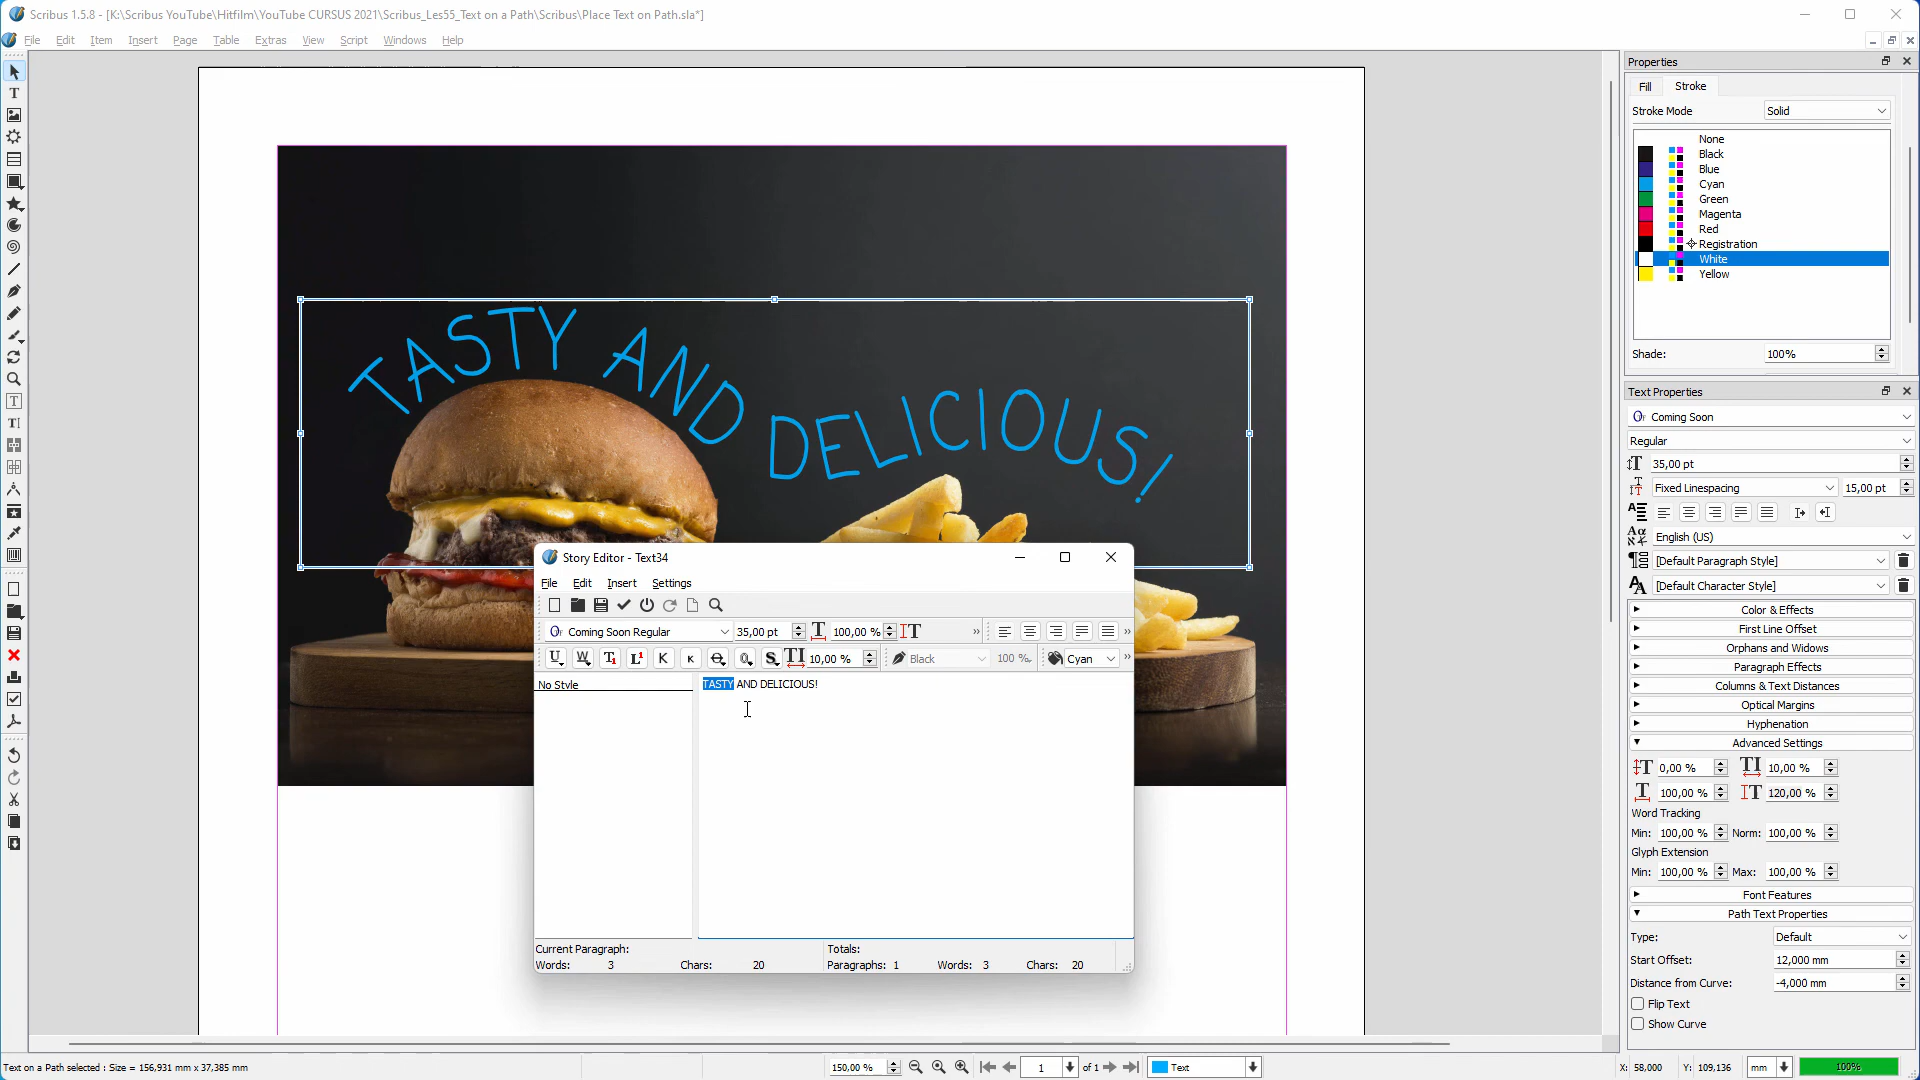 Scribus 1.5.8 - [K:\Scribus YouTube\Hitfilm\YouTube CURSUS 2021\Scribus_Les55_Text on a Path\Scribus\Place Text on Path.sla*]
File Edit Item Insert Page Table Extras View Script Windows Help
Properties
Fill Stroke
Stroke Mode Solid
None
Black
Blue
Cyan
Green
Magenta
Red
Registration
White
Yellow
Shade: 100%
TASTY AND DELICIOUS!
Text Properties
Coming Soon
Regular
35,00 pt
Fixed Linespacing 15,00 pt
English (US)
[Default Paragraph Style]
[Default Character Style]
Color & Effects
First Line Offset
Orphans and Widows
Paragraph Effects
Columns & Text Distances
Optical Margins
Hyphenation
Advanced Settings
0,00 % 10,00 %
100,00 % 120,00 %
Word Tracking
Min: 100,00 % Norm: 100,00 %
Glyph Extension
Min: 100,00 % Max: 100,00 %
Font Features
Path Text Properties
Type: Default
Start Offset: 12,000 mm
Distance from Curve: -4,000 mm
Flip Text
Show Curve
Story Editor - Text34
File Edit Insert Settings
Coming Soon Regular 35,00 pt 100,00 %
10,00 % Black 100 % Cyan
No Style
TASTY AND DELICIOUS!
Current Paragraph: Totals:
Words: 3 Chars: 20 Paragraphs: 1 Words: 3 Chars: 20
Text on a Path selected : Size = 156,931 mm x 37,385 mm 150,00 % 1 of 1 Text X: 58,000 Y: 109,136 mm 100%